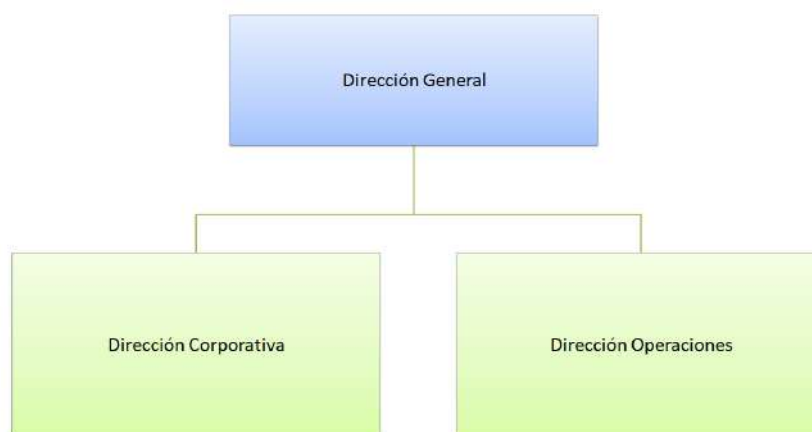 Dirección General
Dirección Corporativa
Dirección Operaciones